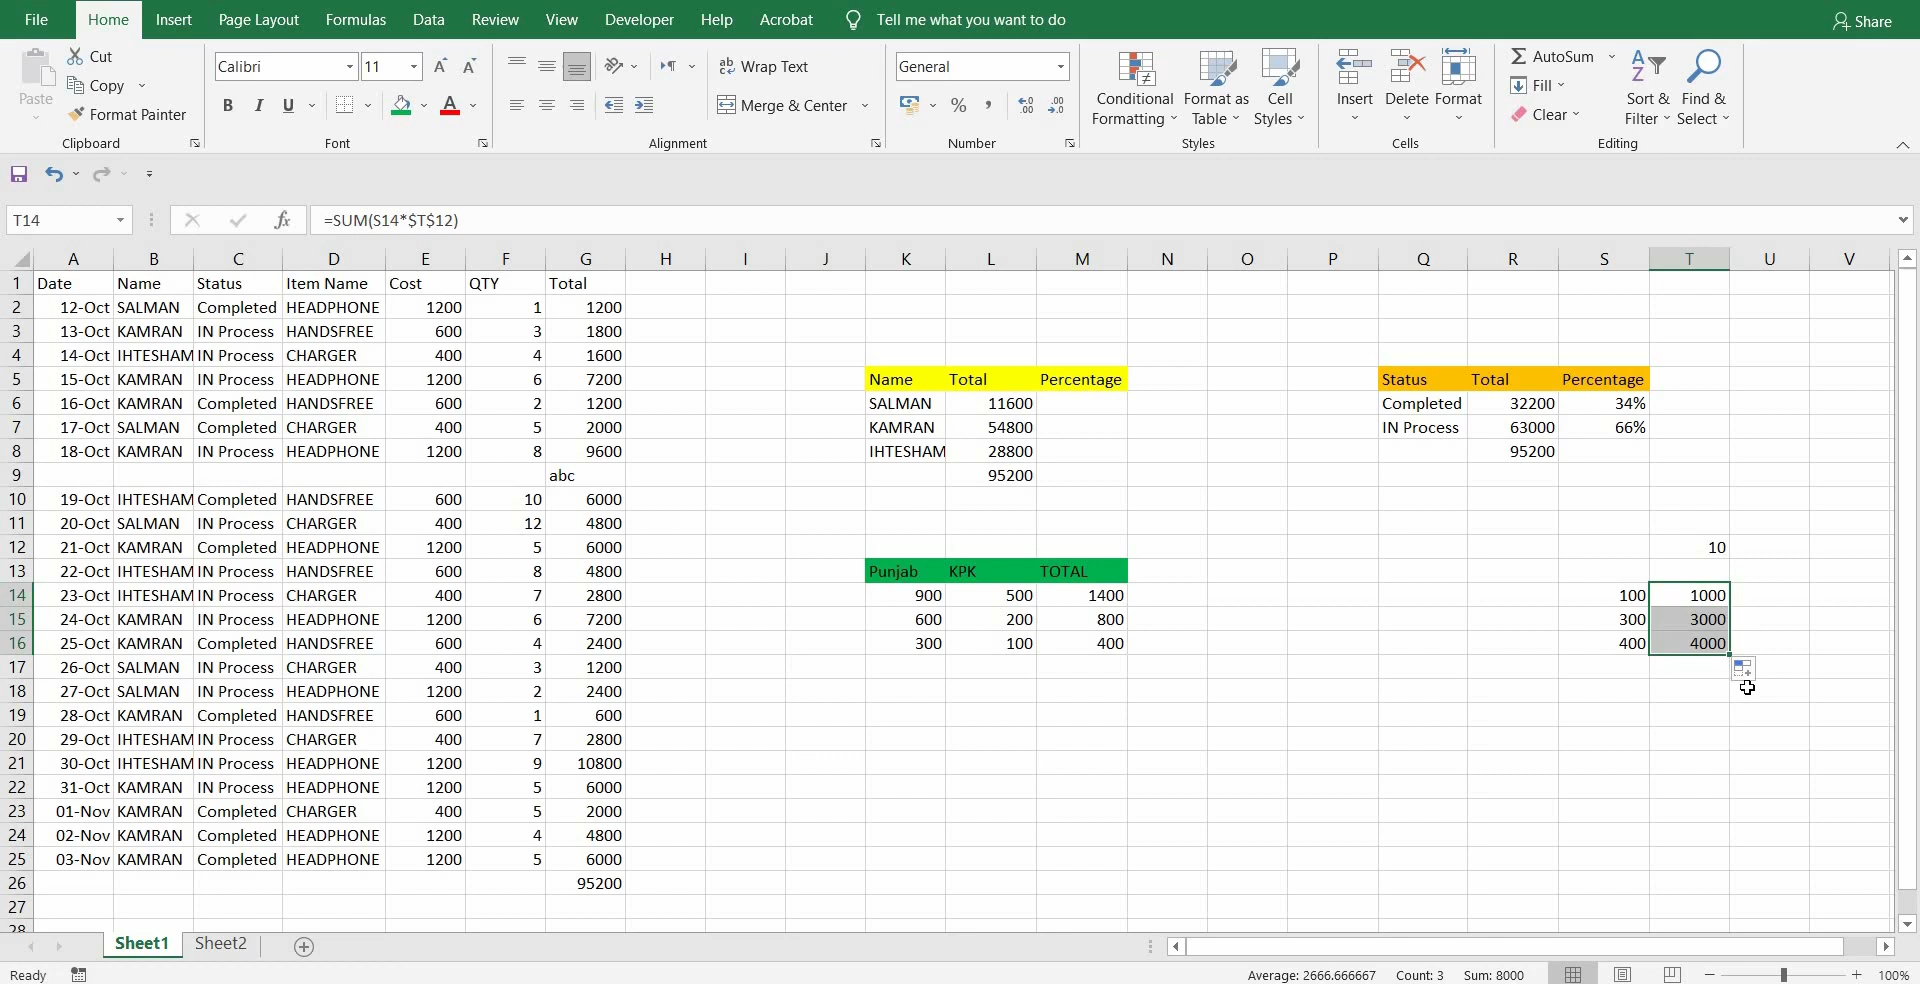 File Home Insert Page Layout Formulas Data Review View Developer Help Acrobat Tell me what you want to do Share
Paste Cut Copy Format Painter Clipboard
Calibri 11 B I U A Font
Wrap Text Merge & Center Alignment
General % Number
Conditional Formatting Format as Table Cell Styles Styles
Insert Delete Format Cells
AutoSum Fill Clear Sort & Filter Find & Select Editing
T14 fx =SUM(S14*$T$12)
A B C D E F G H I J K L M N O P Q R S T U V
1 Date Name Status Item Name Cost QTY Total
2 12-Oct SALMAN Completed HEADPHONE 1200 1 1200
3 13-Oct KAMRAN IN Process HANDSFREE 600 3 1800
4 14-Oct IHTESHAM IN Process CHARGER 400 4 1600
5 15-Oct KAMRAN IN Process HEADPHONE 1200 6 7200 Name Total Percentage Status Total Percentage
6 16-Oct KAMRAN Completed HANDSFREE 600 2 1200 SALMAN 11600 Completed 32200 34%
7 17-Oct SALMAN Completed CHARGER 400 5 2000 KAMRAN 54800 IN Process 63000 66%
8 18-Oct KAMRAN IN Process HEADPHONE 1200 8 9600 IHTESHAM 28800 95200
9 abc 95200
10 19-Oct IHTESHAM Completed HANDSFREE 600 10 6000
11 20-Oct SALMAN IN Process CHARGER 400 12 4800
12 21-Oct KAMRAN Completed HEADPHONE 1200 5 6000 10
13 22-Oct IHTESHAM IN Process HANDSFREE 600 8 4800 Punjab KPK TOTAL
14 23-Oct IHTESHAM IN Process CHARGER 400 7 2800 900 500 1400 100 1000
15 24-Oct KAMRAN IN Process HEADPHONE 1200 6 7200 600 200 800 300 3000
16 25-Oct KAMRAN Completed HANDSFREE 600 4 2400 300 100 400 400 4000
17 26-Oct SALMAN IN Process CHARGER 400 3 1200
18 27-Oct SALMAN IN Process HEADPHONE 1200 2 2400
19 28-Oct KAMRAN Completed HANDSFREE 600 1 600
20 29-Oct IHTESHAM IN Process CHARGER 400 7 2800
21 30-Oct IHTESHAM IN Process HEADPHONE 1200 9 10800
22 31-Oct KAMRAN IN Process HEADPHONE 1200 5 6000
23 01-Nov KAMRAN Completed CHARGER 400 5 2000
24 02-Nov KAMRAN Completed HEADPHONE 1200 4 4800
25 03-Nov KAMRAN Completed HEADPHONE 1200 5 6000
26 95200
27
28
Sheet1 Sheet2
Ready Average: 2666.666667 Count: 3 Sum: 8000 100%